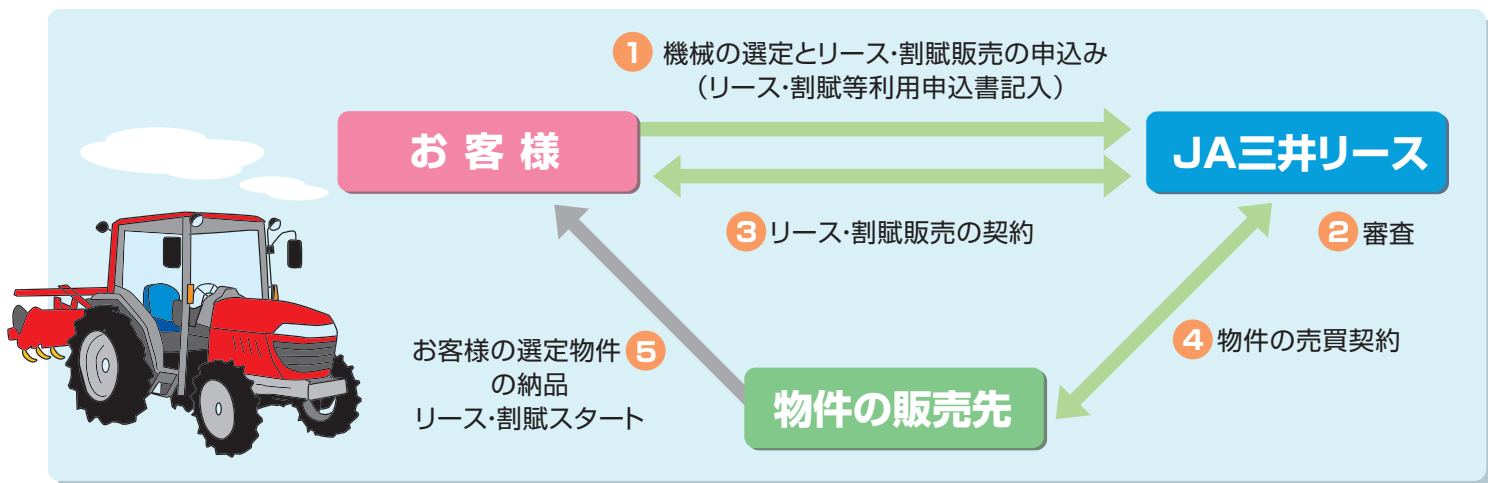 1 機械の選定とリース・割賦販売の申込み
（リース・割賦等利用申込書記入）
お客様
JA三井リース
3 リース・割賦販売の契約
2 審査
4 物件の売買契約
お客様の選定物件 5
の納品
リース・割賦スタート
物件の販売先